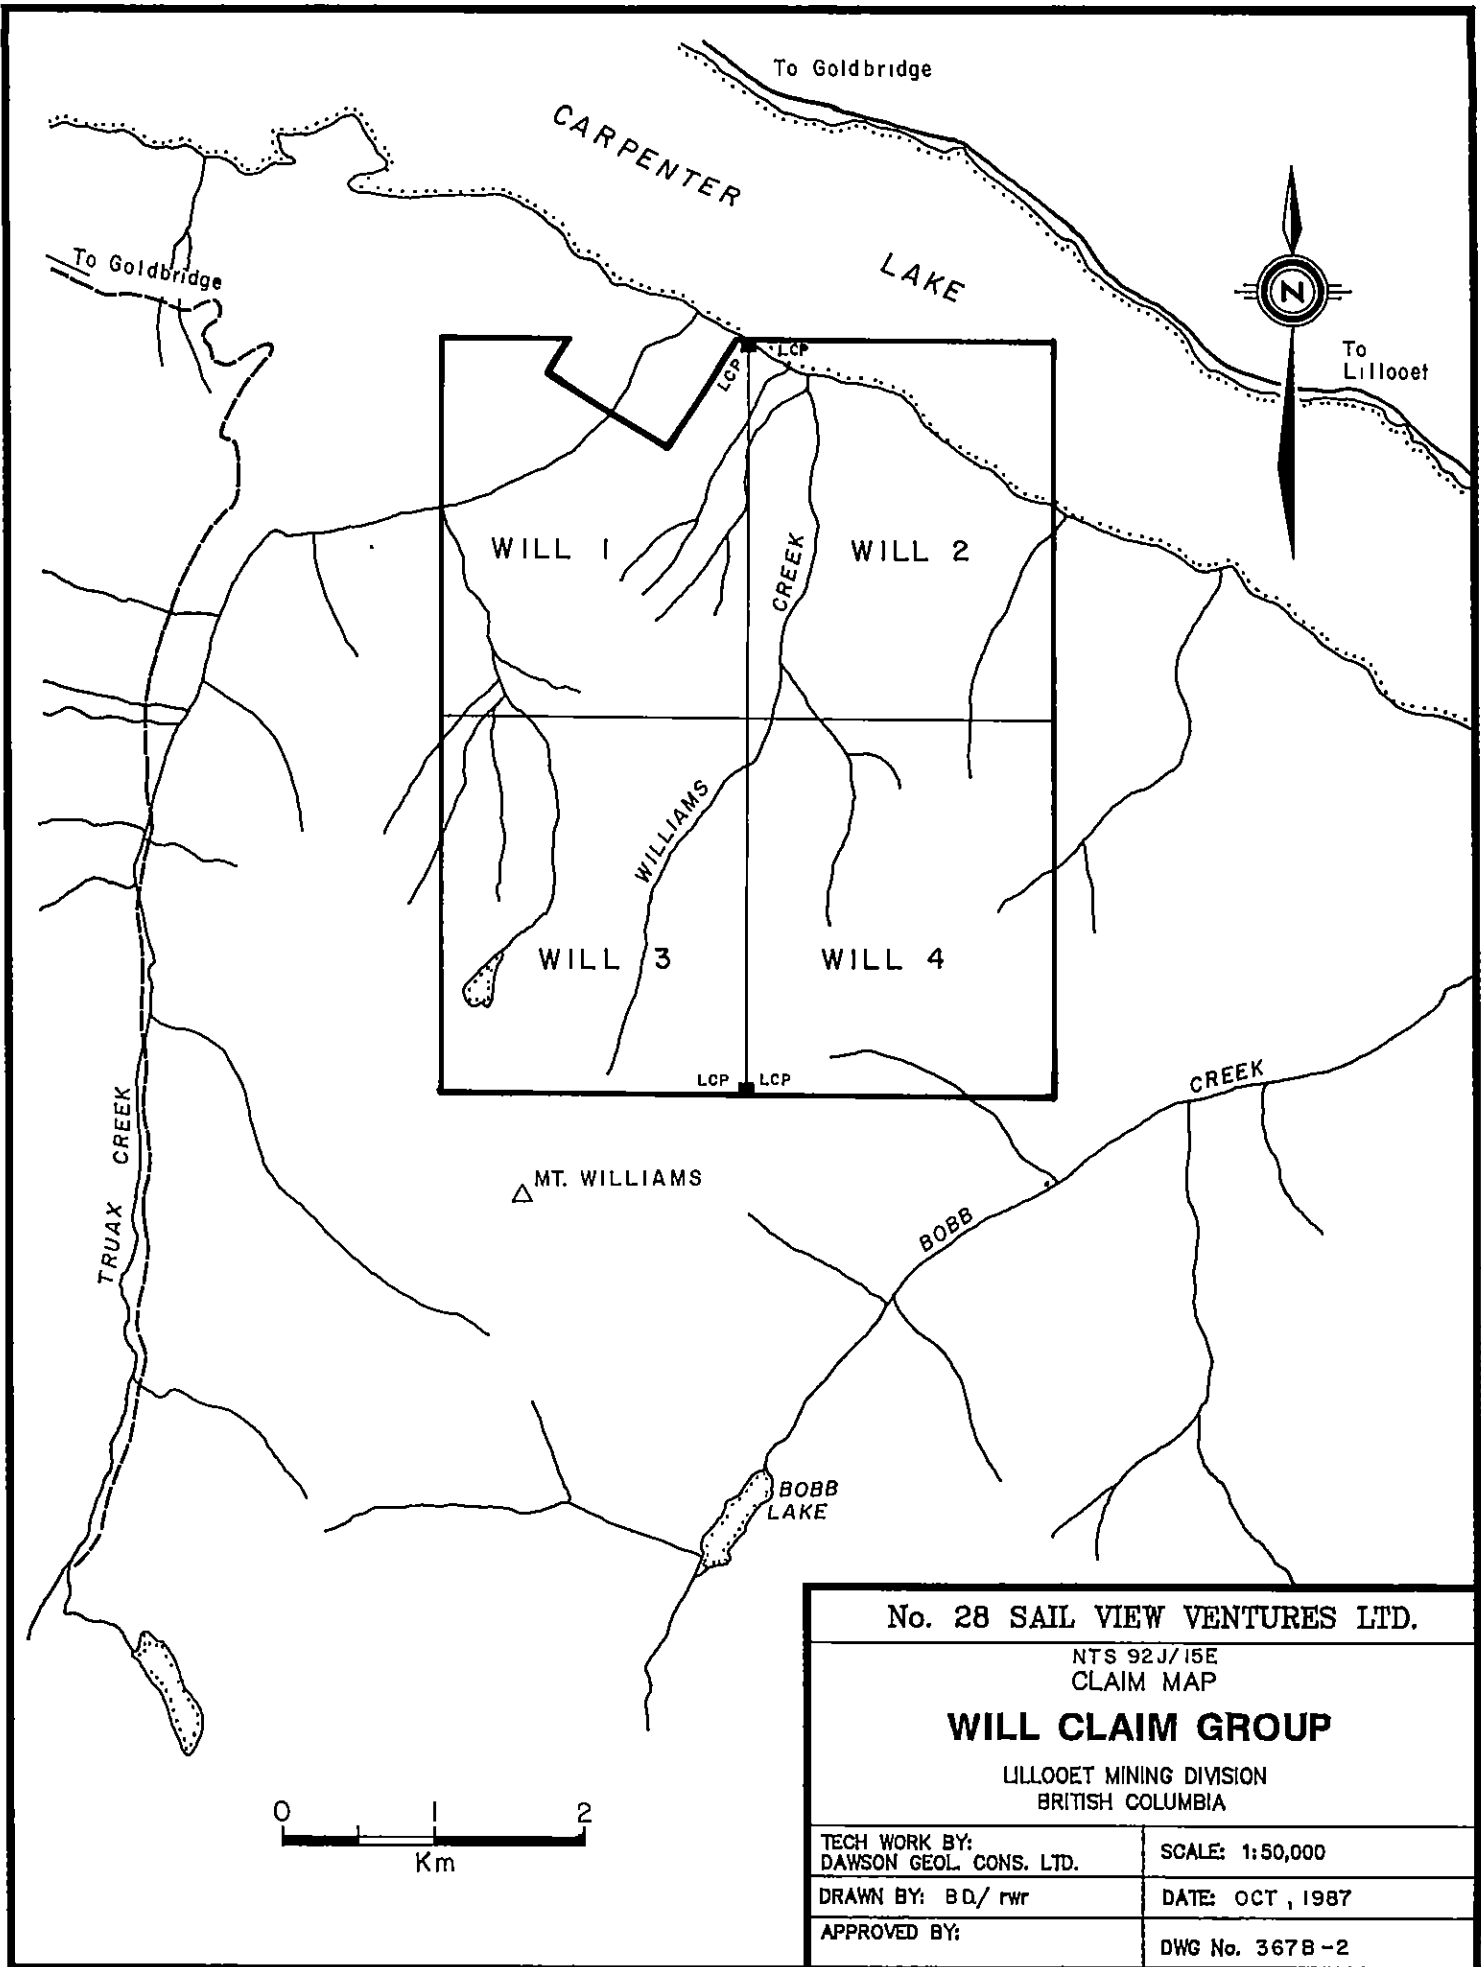 To Goldbridge
CARPENTER
LAKE
To Goldbridge
N
To
Lillooet
LCP
LCP
WILL 1
WILL 2
CREEK
WILLIAMS
WILL 3
WILL 4
LCP
LCP
CREEK
TRUAX CREEK
MT. WILLIAMS
BOBB
BOBB
LAKE
0 1 2
Km
No. 28 SAIL VIEW VENTURES LTD.
NTS 92J/15E
CLAIM MAP
WILL CLAIM GROUP
LILLOOET MINING DIVISION
BRITISH COLUMBIA
TECH WORK BY:
DAWSON GEOL. CONS. LTD.
SCALE: 1:50,000
DRAWN BY: B.D./ rwr
DATE: OCT, 1987
APPROVED BY:
DWG No. 367B-2